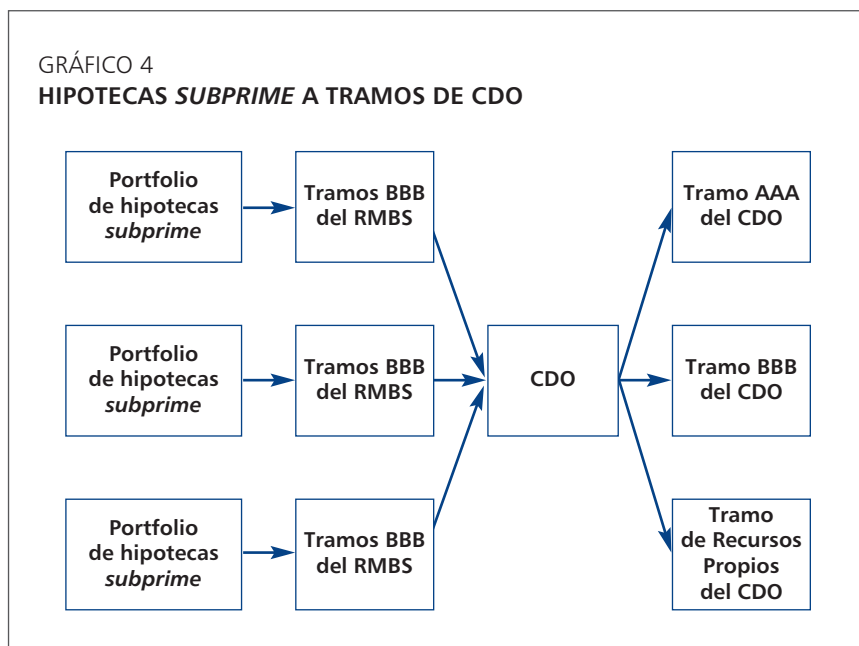 GRÁFICO 4
HIPOTECAS SUBPRIME A TRAMOS DE CDO
Portfolio
de hipotecas
subprime
Tramos BBB
del RMBS
Tramo AAA
del CDO
Portfolio
de hipotecas
subprime
Tramos BBB
del RMBS
CDO
Tramo BBB
del CDO
Portfolio
de hipotecas
subprime
Tramos BBB
del RMBS
Tramo
de Recursos
Propios
del CDO